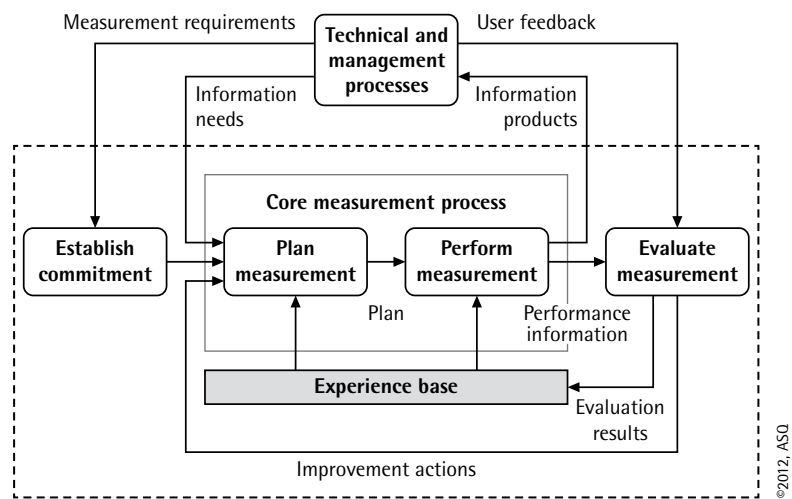 Measurement requirements
Technical and
management
processes
User feedback
Information
needs
Information
products
Core measurement process
Establish
commitment
Plan
measurement
Perform
measurement
Evaluate
measurement
Plan
Performance
information
Experience base
Evaluation
results
Improvement actions
©2012, ASQ